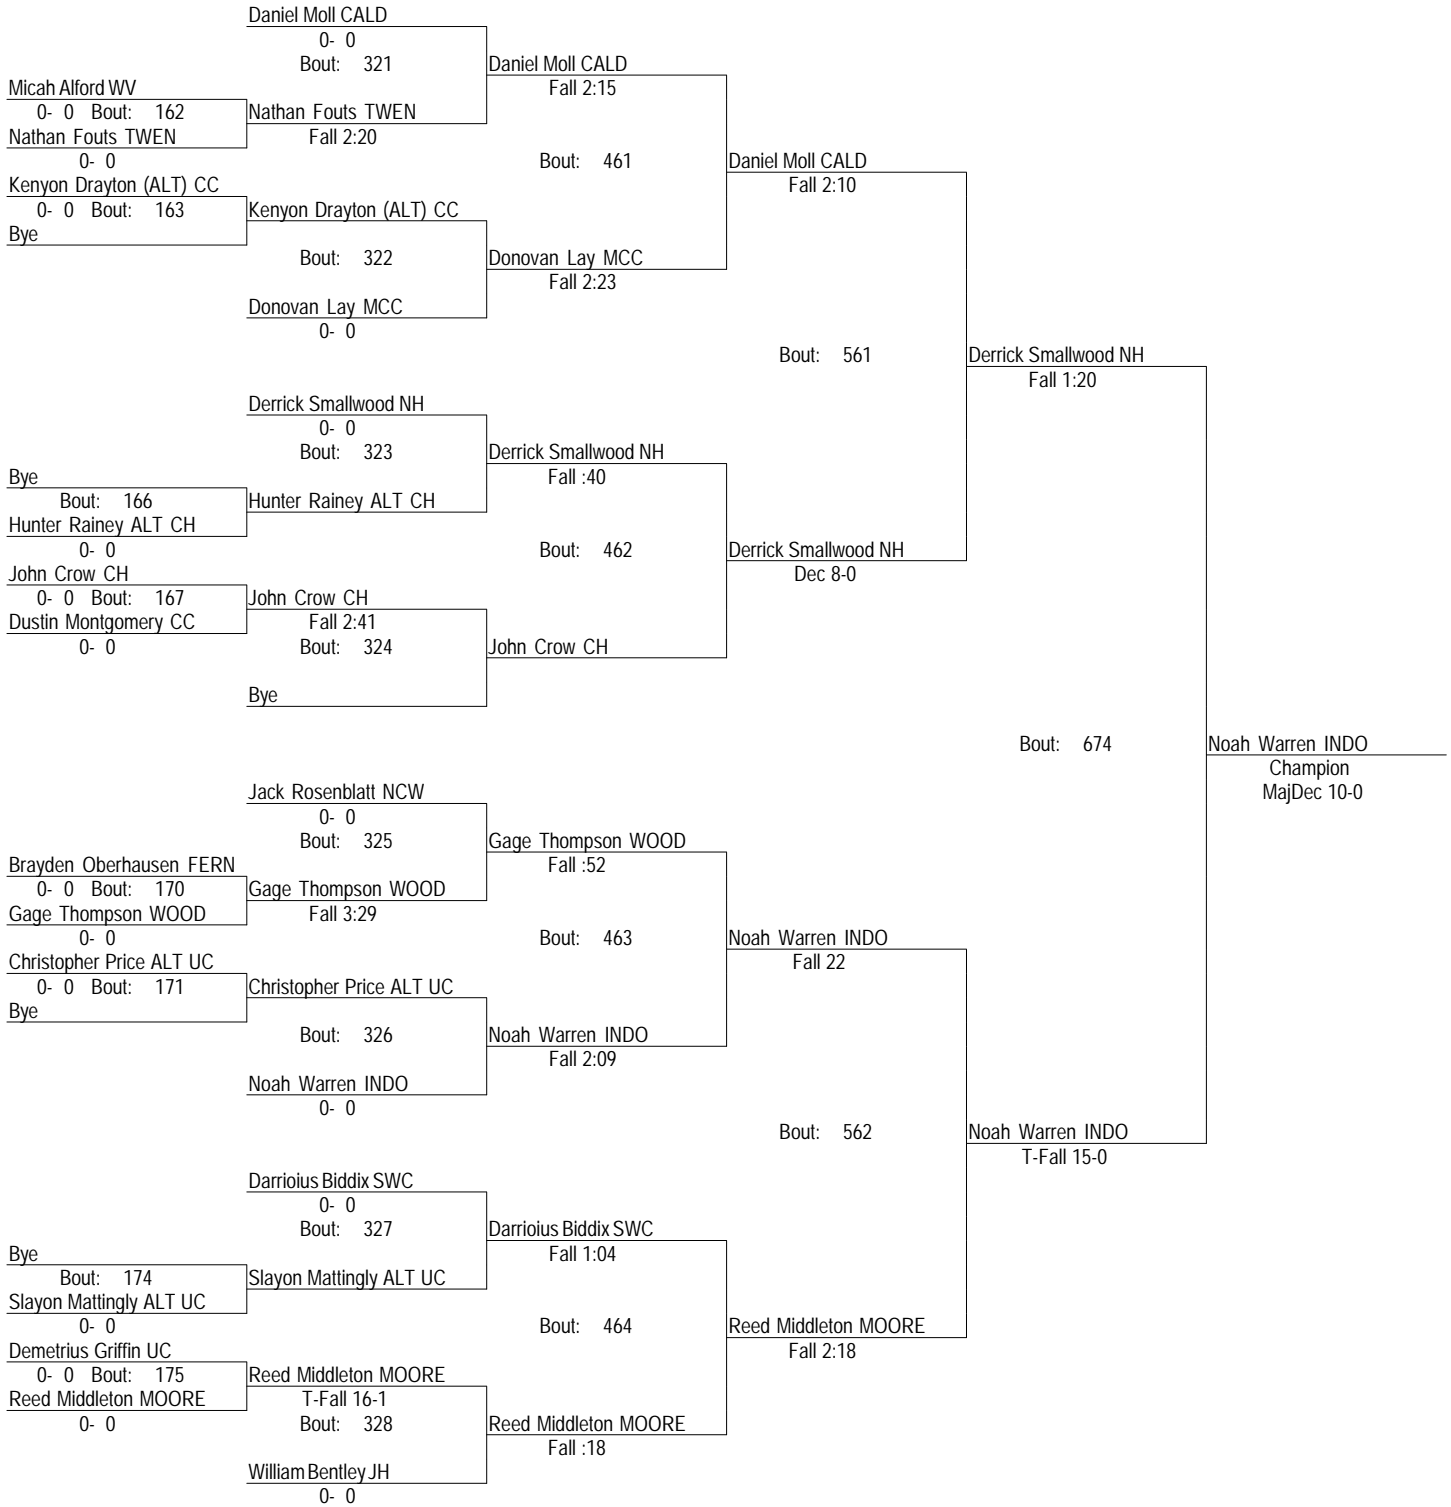 Daniel Moll CALD
0- 0
Bout: 321
Daniel Moll CALD
Fall 2:15
Micah Alford WV
0- 0 Bout: 162
Nathan Fouts TWEN
Nathan Fouts TWEN
Fall 2:20
0- 0
Bout: 461
Daniel Moll CALD
Fall 2:10
Kenyon Drayton (ALT) CC
0- 0 Bout: 163
Kenyon Drayton (ALT) CC
Bye
Bout: 322
Donovan Lay MCC
Fall 2:23
Donovan Lay MCC
0- 0
Bout: 561
Derrick Smallwood NH
Fall 1:20
Derrick Smallwood NH
0- 0
Bout: 323
Derrick Smallwood NH
Fall :40
Bye
Bout: 166
Hunter Rainey ALT CH
Hunter Rainey ALT CH
0- 0
Bout: 462
Derrick Smallwood NH
Dec 8-0
John Crow CH
0- 0 Bout: 167
John Crow CH
Dustin Montgomery CC
Fall 2:41
0- 0
Bout: 324
John Crow CH
Bye
Bout: 674
Noah Warren INDO
Champion
MajDec 10-0
Jack Rosenblatt NCW
0- 0
Bout: 325
Gage Thompson WOOD
Fall :52
Brayden Oberhausen FERN
0- 0 Bout: 170
Gage Thompson WOOD
Gage Thompson WOOD
Fall 3:29
0- 0
Bout: 463
Noah Warren INDO
Fall 22
Christopher Price ALT UC
0- 0 Bout: 171
Christopher Price ALT UC
Bye
Bout: 326
Noah Warren INDO
Fall 2:09
Noah Warren INDO
0- 0
Bout: 562
Noah Warren INDO
T-Fall 15-0
Darrioius Biddix SWC
0- 0
Bout: 327
Darrioius Biddix SWC
Fall 1:04
Bye
Bout: 174
Slayon Mattingly ALT UC
Slayon Mattingly ALT UC
0- 0
Bout: 464
Reed Middleton MOORE
Fall 2:18
Demetrius Griffin UC
0- 0 Bout: 175
Reed Middleton MOORE
Reed Middleton MOORE
T-Fall 16-1
0- 0
Bout: 328
Reed Middleton MOORE
Fall :18
William Bentley JH
0- 0